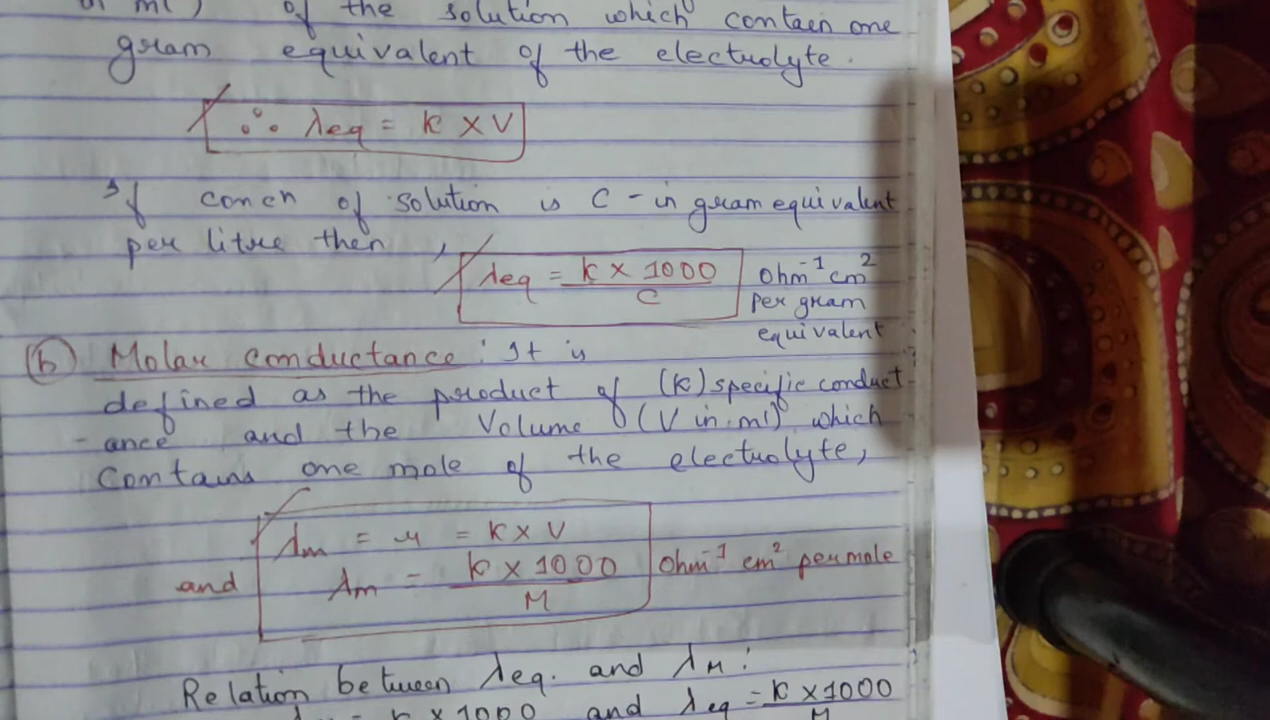 of the solution which contain one
gram equivalent of the electrolyte.
∴ λeq = K × V
If concn of solution is C - in gram equivalent
per litre then, λeq = K × 1000 / C ohm⁻¹ cm²
per gram
equivalent
(b) Molar conductance : It is
defined as the product of (K) specific conduct
- ance and the Volume (V in ml) which
Contains one mole of the electrolyte,
λm = μ = K × V
and λm = K × 1000 / M Ohm⁻¹ cm² per mole
Relation between λeq. and λM :
K × 1000 and λeq = K × 1000 / M